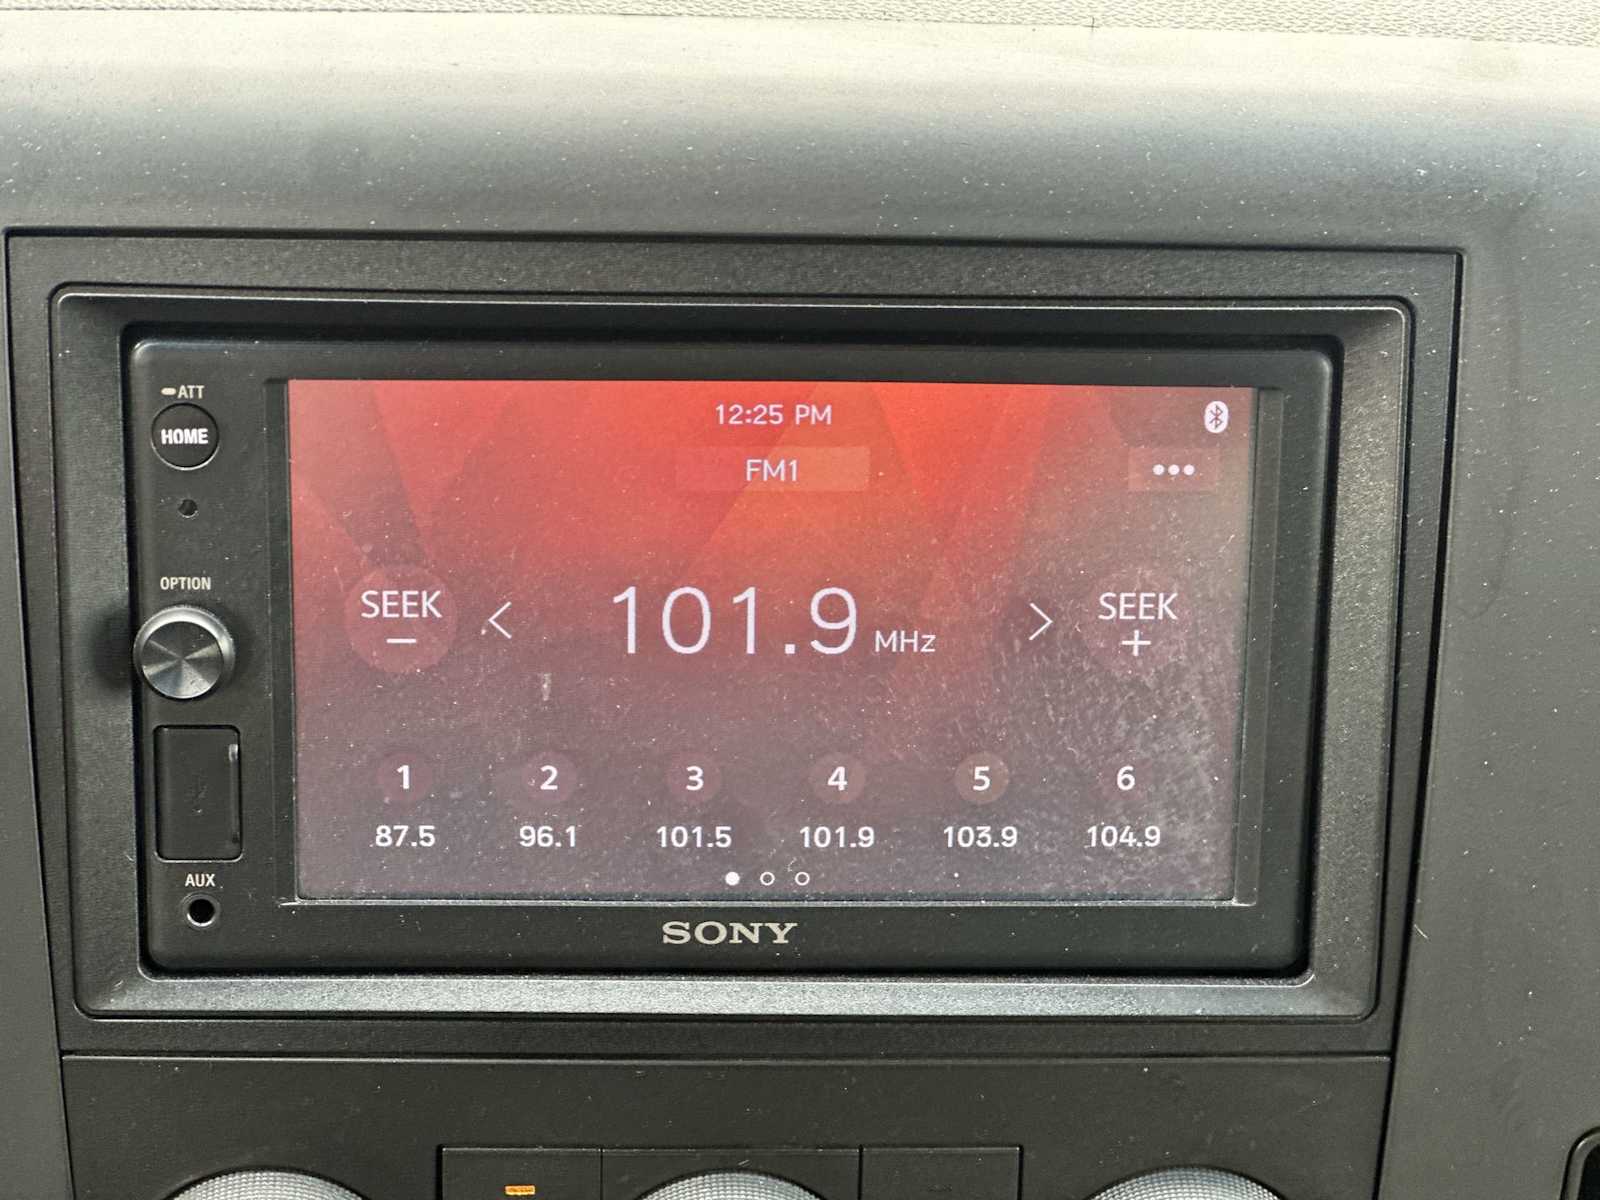 ATT
HOME
OPTION
AUX
12:25 PM
FM1
•••
SEEK
−
<
101.9 MHz
>
SEEK
+
1 2 3 4 5 6
87.5 96.1 101.5 101.9 103.9 104.9
SONY